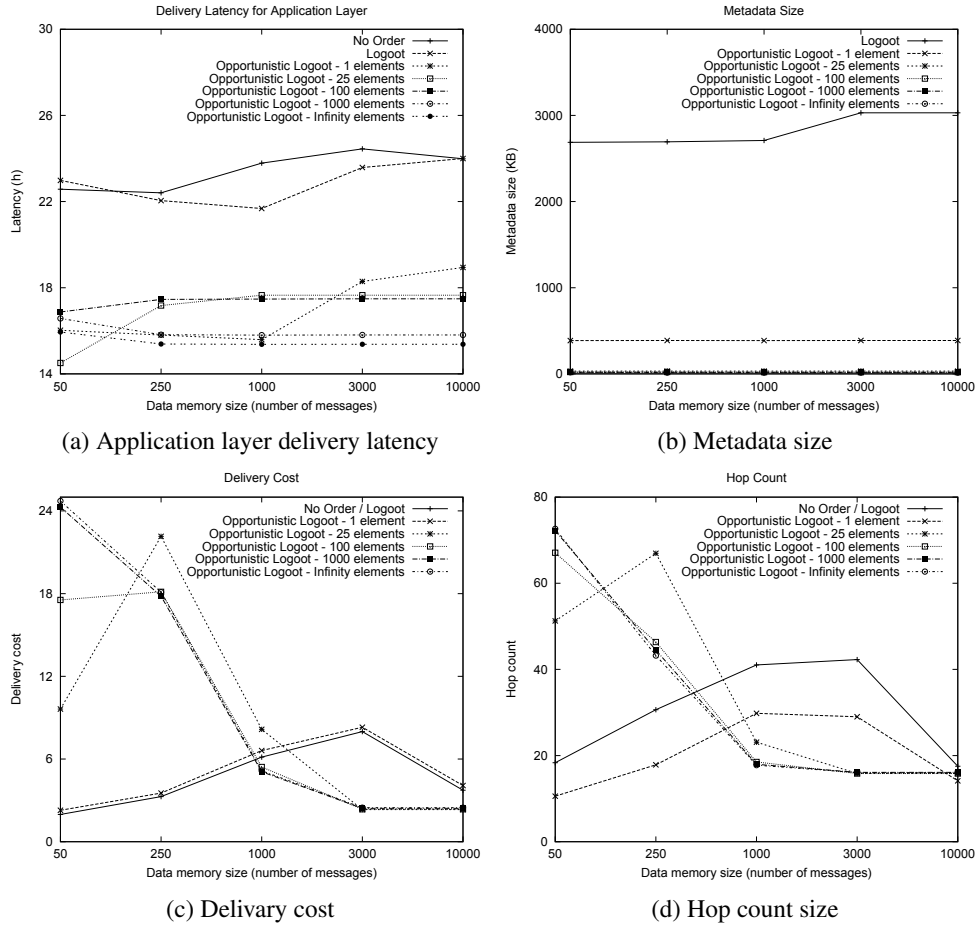 Delivery Latency for Application Layer
30
26
22
18
14
Latency (h)
No Order
Logoot
Opportunistic Logoot - 1 elements
Opportunistic Logoot - 25 elements
Opportunistic Logoot - 100 elements
Opportunistic Logoot - 1000 elements
Opportunistic Logoot - Infinity elements
50 250 1000 3000 10000
Data memory size (number of messages)
(a) Application layer delivery latency
Metadata Size
4000
3000
2000
1000
0
Metadata size (KB)
Logoot
Opportunistic Logoot - 1 element
Opportunistic Logoot - 25 elements
Opportunistic Logoot - 100 elements
Opportunistic Logoot - 1000 elements
Opportunistic Logoot - Infinity elements
50 250 1000 3000 10000
Data memory size (number of messages)
(b) Metadata size
Delivery Cost
24
18
12
6
0
Delivery cost
No Order / Logoot
Opportunistic Logoot - 1 element
Opportunistic Logoot - 25 elements
Opportunistic Logoot - 100 elements
Opportunistic Logoot - 1000 elements
Opportunistic Logoot - Infinity elements
50 250 1000 3000 10000
Data memory size (number of messages)
(c) Delivary cost
Hop Count
80
60
40
20
0
Hop count
No Order / Logoot
Opportunistic Logoot - 1 element
Opportunistic Logoot - 25 elements
Opportunistic Logoot - 100 elements
Opportunistic Logoot - 1000 elements
Opportunistic Logoot - Infinity elements
50 250 1000 3000 10000
Data memory size (number of messages)
(d) Hop count size